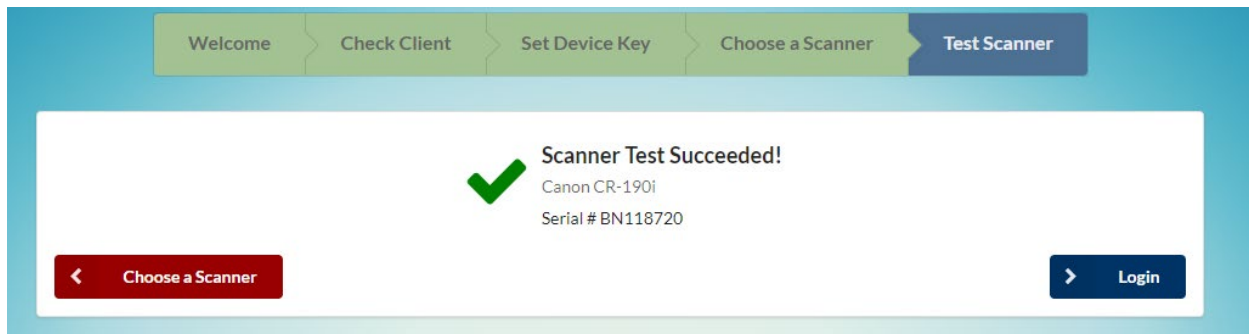 Welcome
Check Client
Set Device Key
Choose a Scanner
Test Scanner
Scanner Test Succeeded!
Canon CR-190i
Serial # BN118720
Choose a Scanner
Login